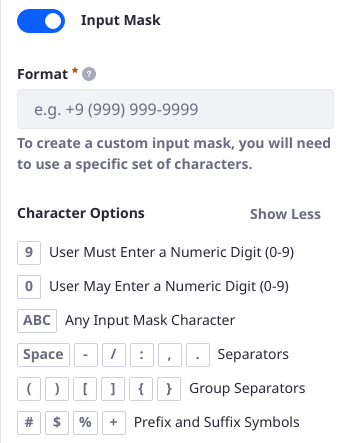 Input Mask
Format * ?
e.g. +9 (999) 999-9999
To create a custom input mask, you will need
to use a specific set of characters.
Character Options Show Less
9 User Must Enter a Numeric Digit (0-9)
0 User May Enter a Numeric Digit (0-9)
ABC Any Input Mask Character
Space - / : , . Separators
( ) [ ] { } Group Separators
# $ % + Prefix and Suffix Symbols